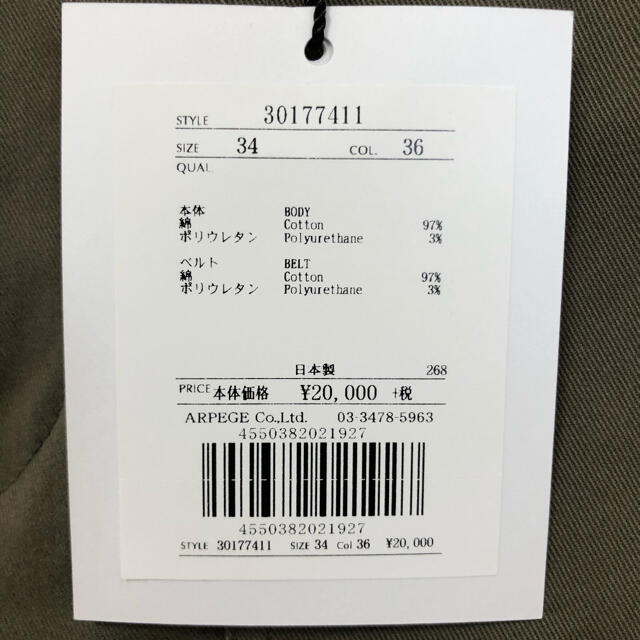 STYLE 30177411
SIZE 34 COL. 36
QUAL
本体 BODY
綿 Cotton 97%
ポリウレタン Polyurethane 3%
ベルト BELT
綿 Cotton 97%
ポリウレタン Polyurethane 3%
日本製 268
PRICE 本体価格 ¥20,000 +税
ARPEGE Co.,Ltd. 03-3478-5963
4550382021927
4550382021927
STYLE 30177411 SIZE 34 Col 36 ¥20,000